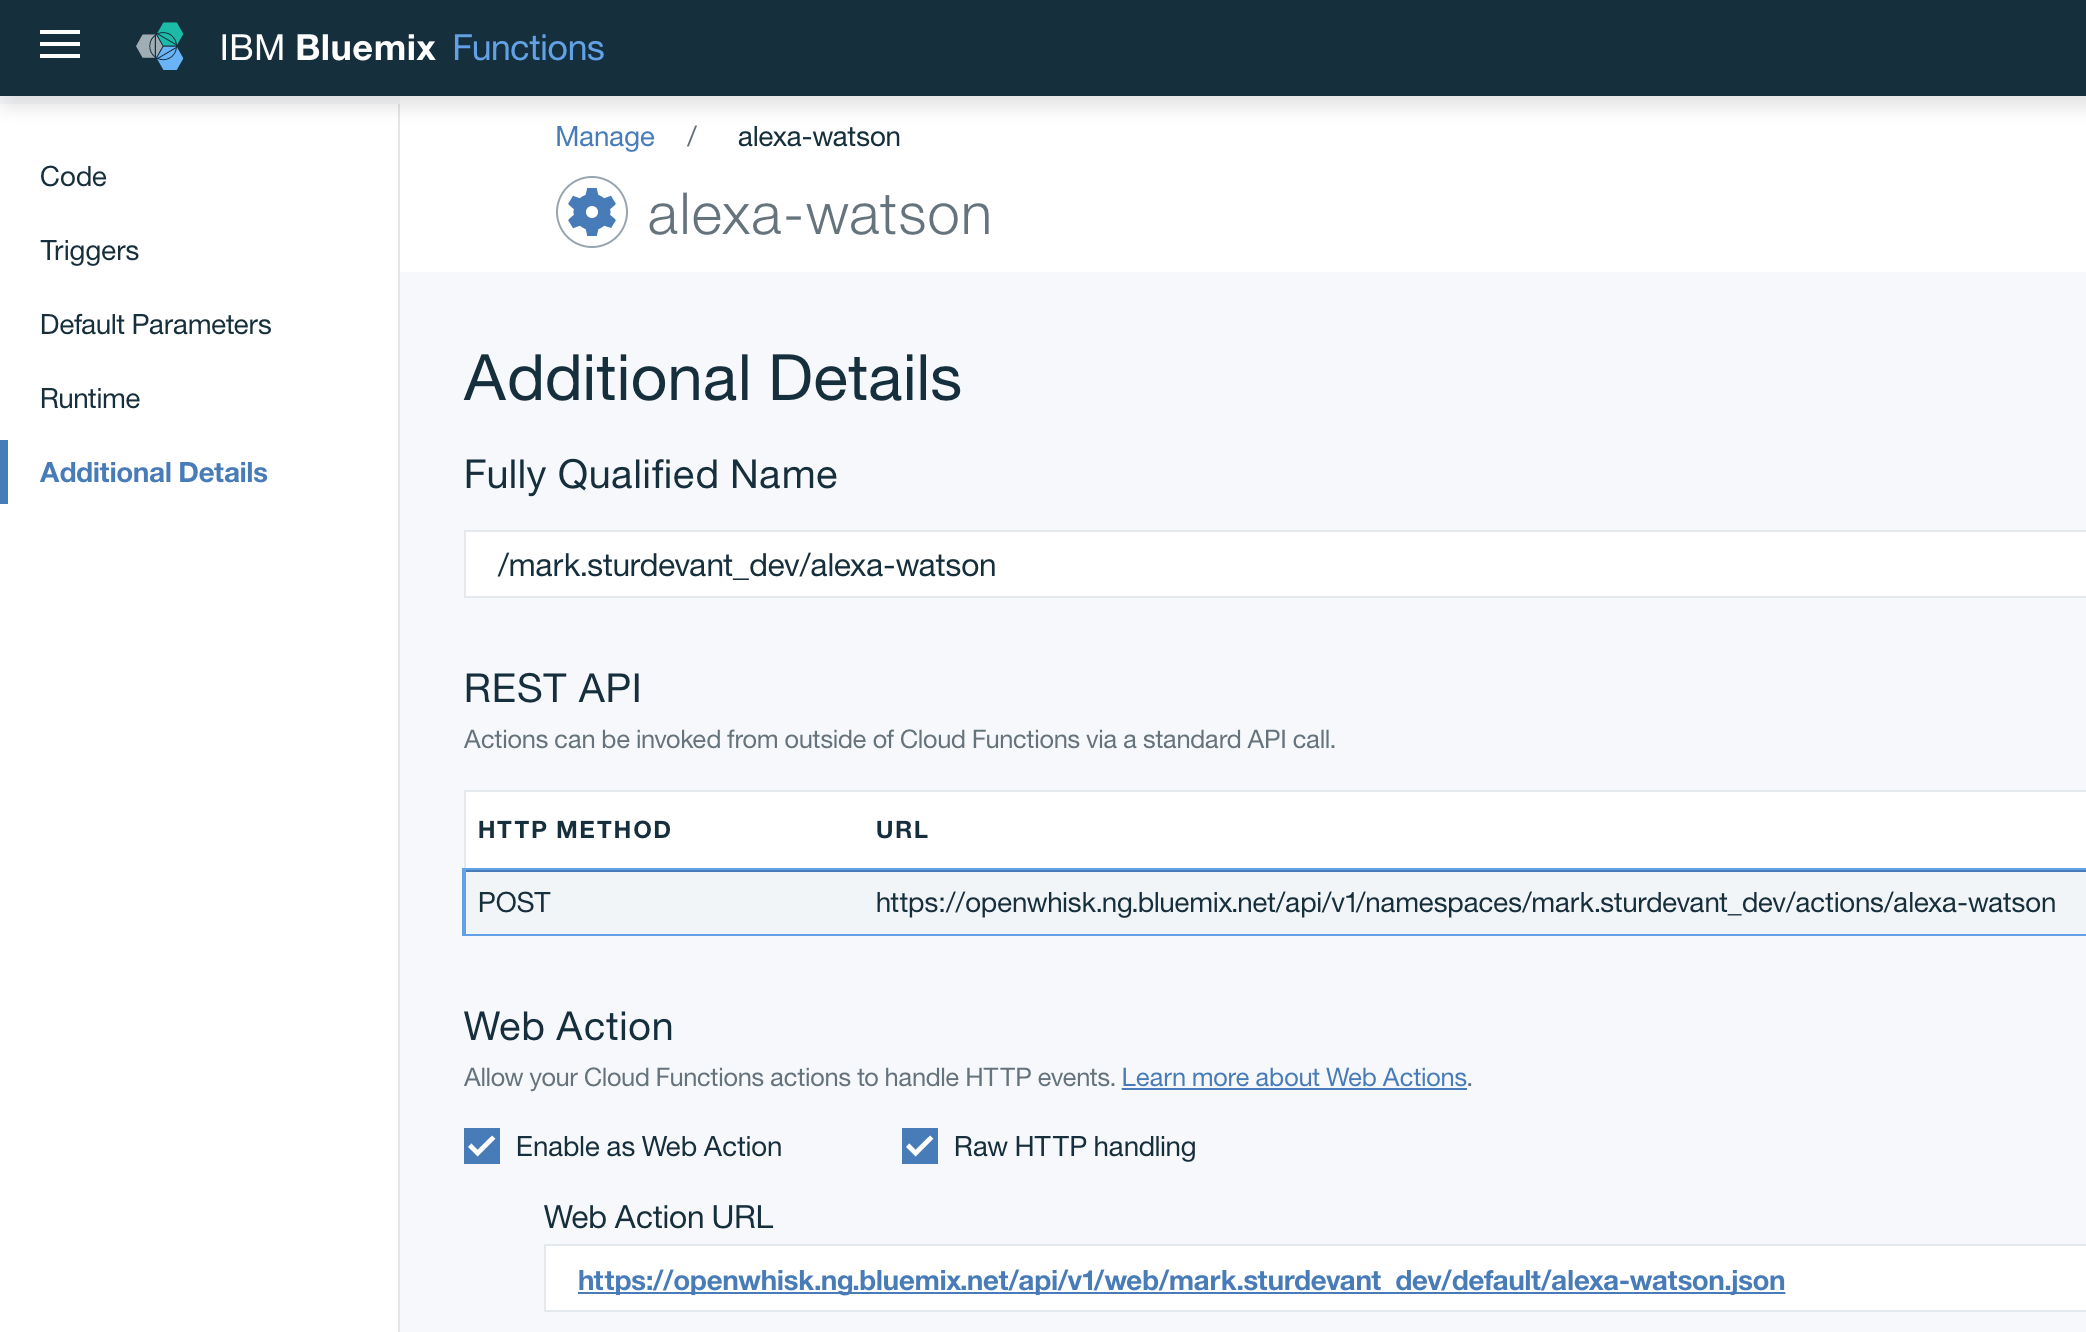 IBM Bluemix Functions
Code
Triggers
Default Parameters
Runtime
Additional Details
Manage / alexa-watson
alexa-watson
Additional Details
Fully Qualified Name
/mark.sturdevant_dev/alexa-watson
REST API
Actions can be invoked from outside of Cloud Functions via a standard API call.
HTTP METHOD URL
POST https://openwhisk.ng.bluemix.net/api/v1/namespaces/mark.sturdevant_dev/actions/alexa-watson
Web Action
Allow your Cloud Functions actions to handle HTTP events. Learn more about Web Actions.
Enable as Web Action Raw HTTP handling
Web Action URL
https://openwhisk.ng.bluemix.net/api/v1/web/mark.sturdevant_dev/default/alexa-watson.json